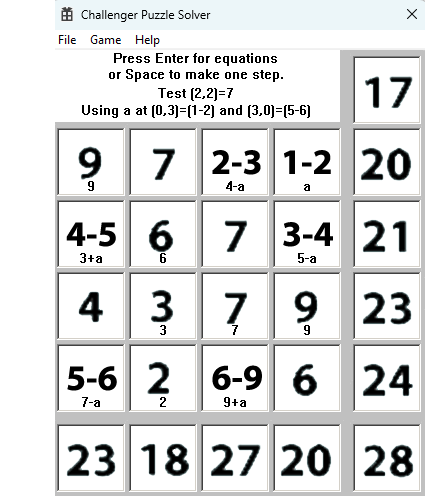 Challenger Puzzle Solver
File Game Help
Press Enter for equations
or Space to make one step.
Test (2,2)=7
Using a at (0,3)=(1-2) and (3,0)=(5-6)
17
9 7 2-3 1-2 20
9 4-a a
4-5 6 7 3-4 21
3+a 6 5-a
4 3 7 9 23
3 7 9
5-6 2 6-9 6 24
7-a 2 9+a
23 18 27 20 28